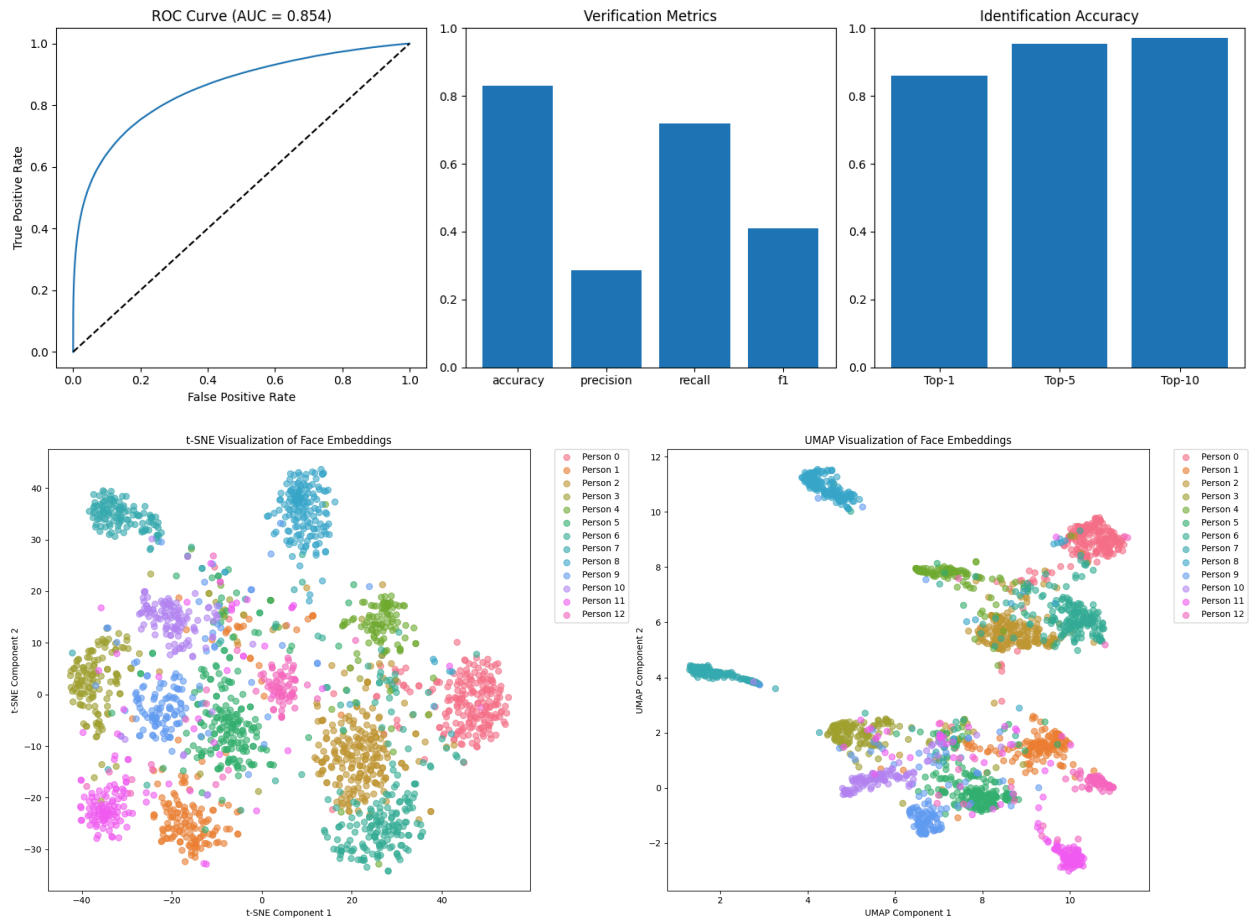 ROC Curve (AUC = 0.854)
True Positive Rate
1.0
0.8
0.6
0.4
0.2
0.0
0.0 0.2 0.4 0.6 0.8 1.0
False Positive Rate
Verification Metrics
1.0
0.8
0.6
0.4
0.2
0.0
accuracy precision recall f1
Identification Accuracy
1.0
0.8
0.6
0.4
0.2
0.0
Top-1 Top-5 Top-10
t-SNE Visualization of Face Embeddings
t-SNE Component 2
40
30
20
10
0
−10
−20
−30
−40 −20 0 20 40
t-SNE Component 1
Person 0
Person 1
Person 2
Person 3
Person 4
Person 5
Person 6
Person 7
Person 8
Person 9
Person 10
Person 11
Person 12
UMAP Visualization of Face Embeddings
UMAP Component 2
12
10
8
6
4
2
0
−2
2 4 6 8 10
UMAP Component 1
Person 0
Person 1
Person 2
Person 3
Person 4
Person 5
Person 6
Person 7
Person 8
Person 9
Person 10
Person 11
Person 12